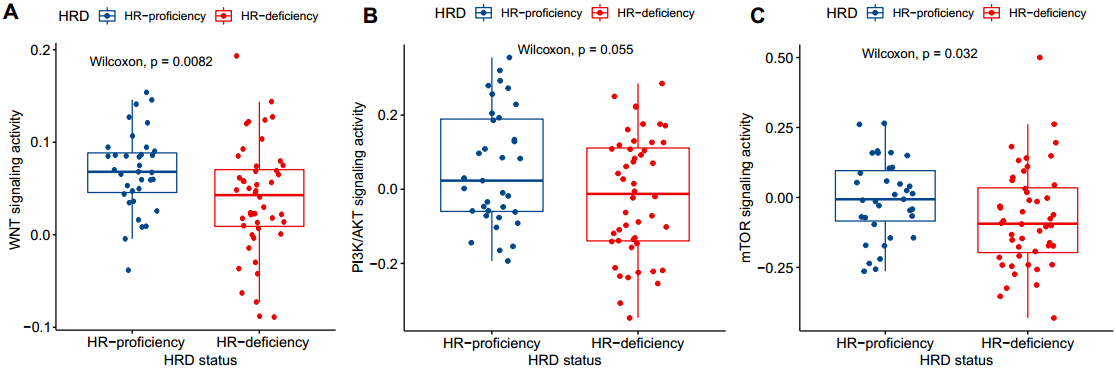 A
HRD HR−proficiency HR−deficiency
Wilcoxon, p = 0.0082
WNT signaling activity
0.2
0.1
0.0
−0.1
HR−proficiency HR−deficiency
HRD status
B
HRD HR−proficiency HR−deficiency
Wilcoxon, p = 0.055
PI3K/AKT signaling activity
0.2
0.0
−0.2
HR−proficiency HR−deficiency
HRD status
C
HRD HR−proficiency HR−deficiency
Wilcoxon, p = 0.032
mTOR signaling activity
0.50
0.25
0.00
−0.25
HR−proficiency HR−deficiency
HRD status